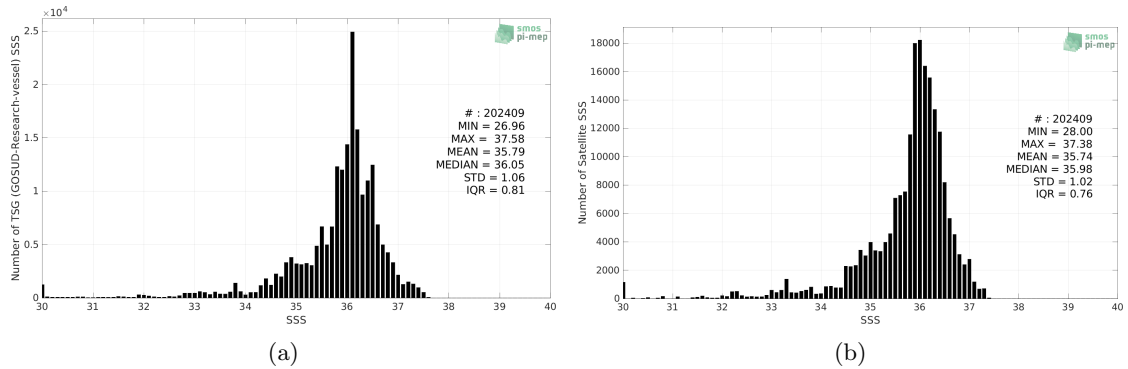 ×10⁴
2.5
2
1.5
1
0.5
0
Number of TSG (GOSUD-Research-vessel) SSS
smos
pi-mep
# : 202409
MIN = 26.96
MAX = 37.58
MEAN = 35.79
MEDIAN = 36.05
STD = 1.06
IQR = 0.81
30 31 32 33 34 35 36 37 38 39 40
SSS
(a)
18000
16000
14000
12000
10000
8000
6000
4000
2000
0
Number of Satellite SSS
smos
pi-mep
# : 202409
MIN = 28.00
MAX = 37.38
MEAN = 35.74
MEDIAN = 35.98
STD = 1.02
IQR = 0.76
30 31 32 33 34 35 36 37 38 39 40
SSS
(b)